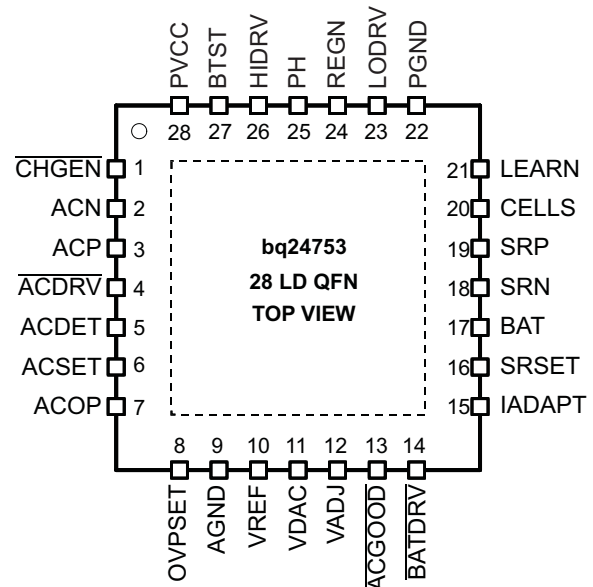 PVCC
BTST
HIDRV
PH
REGN
LODRV
PGND
28 27 26 25 24 23 22
CHGEN 1
ACN 2
ACP 3
ACDRV 4
ACDET 5
ACSET 6
ACOP 7
bq24753
28 LD QFN
TOP VIEW
21 LEARN
20 CELLS
19 SRP
18 SRN
17 BAT
16 SRSET
15 IADAPT
8 9 10 11 12 13 14
OVPSET
AGND
VREF
VDAC
VADJ
ACGOOD
BATDRV